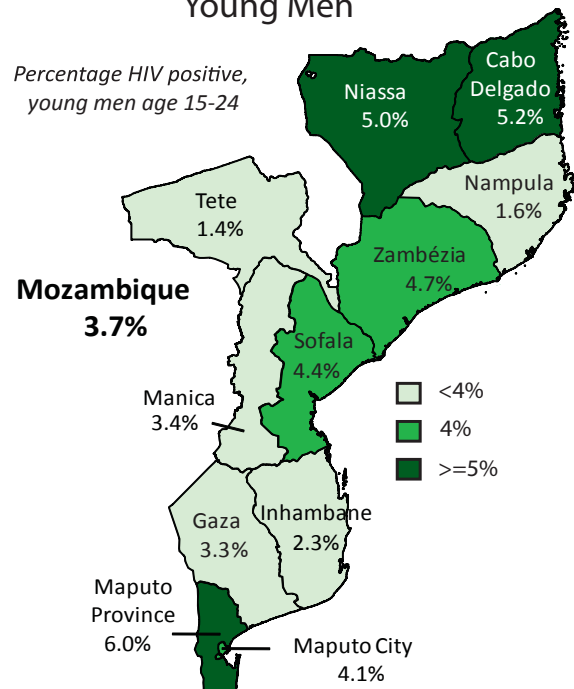 Young Men
Percentage HIV positive,
young men age 15-24
Cabo
Delgado
5.2%
Niassa
5.0%
Nampula
1.6%
Tete
1.4%
Zambézia
4.7%
Mozambique
3.7%
Sofala
4.4%
Manica
3.4%
<4%
4%
>=5%
Gaza
3.3%
Inhambane
2.3%
Maputo
Province
6.0%
Maputo City
4.1%